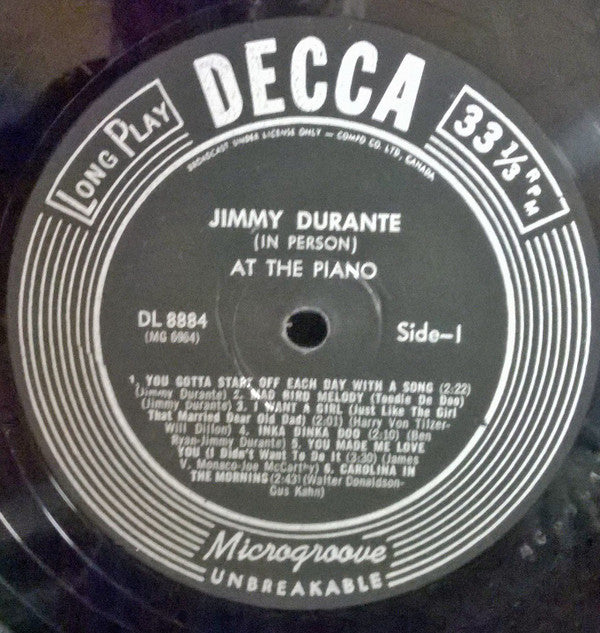 DECCA
LONG PLAY
33 1/3 RPM
BROADCAST UNDER LICENSE ONLY — COMPO CO. LTD., CANADA
JIMMY DURANTE
(IN PERSON)
AT THE PIANO
DL 8884
(MG 6964)
Side–1
1. YOU GOTTA START OFF EACH DAY WITH A SONG (2:22)
(Jimmy Durante) 2. MAD BIRD MELODY (Toodle De Doo)
(Jimmy Durante) 3. I WANT A GIRL (Just Like The Girl
That Married Dear Old Dad) (2:01) (Harry Von Tilzer-
Will Dillon) 4. INKA DINKA DOO (2:10) (Ben
Ryan-Jimmy Durante) 5. YOU MADE ME LOVE
YOU (I Didn't Want To Do It (3:30) (James
V. Monaco-Joe McCarthy) 6. CAROLINA IN
THE MORNING (2:43) (Walter Donaldson-
Gus Kahn)
Microgroove
UNBREAKABLE